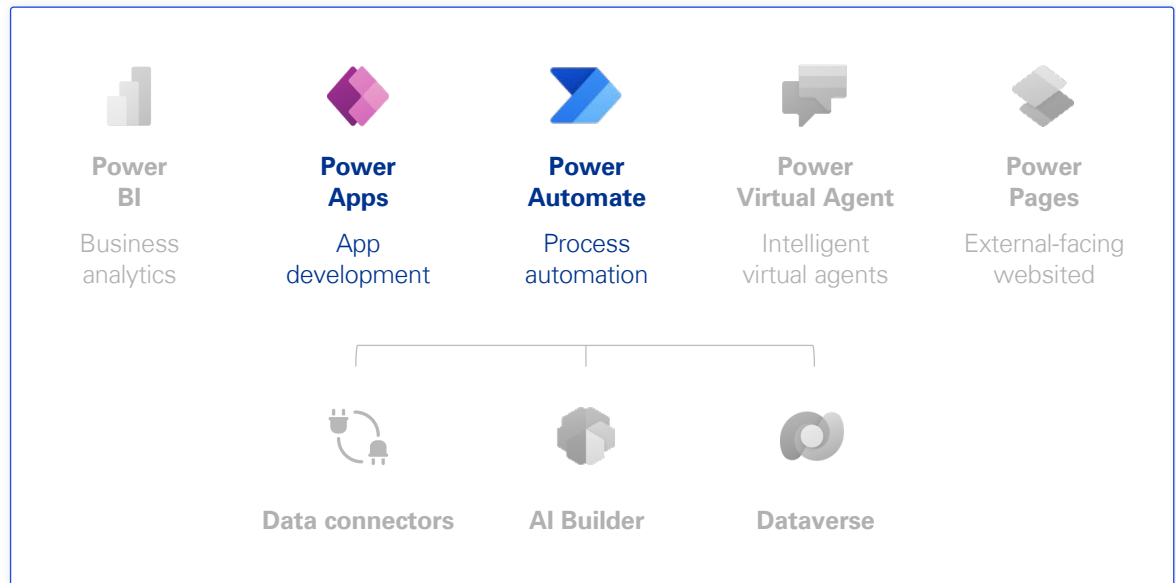 Power
BI
Power
Apps
Power
Automate
Power
Virtual Agent
Power
Pages
Business
analytics
App
development
Process
automation
Intelligent
virtual agents
External-facing
websited
Data connectors
AI Builder
Dataverse